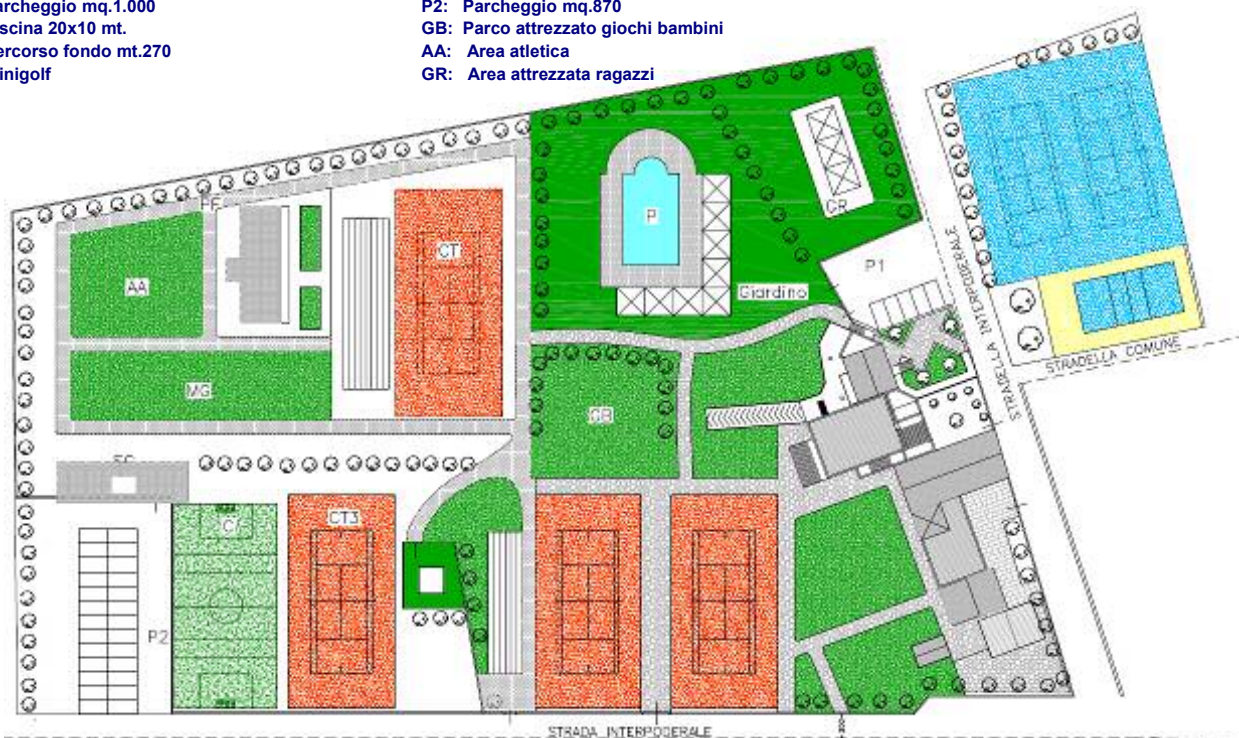 archeggio mq.1.000
P2: Parcheggio mq.870
scina 20x10 mt.
GB: Parco attrezzato giochi bambini
ercorso fondo mt.270
AA: Area atletica
inigolf
GR: Area attrezzata ragazzi
PF
GR
P
CT
P1
AA
Giardino
STRADELLA INTERPODERALE
STRADELLA COMUNE
MG
GB
CT3
P2
STRADA INTERPODERALE